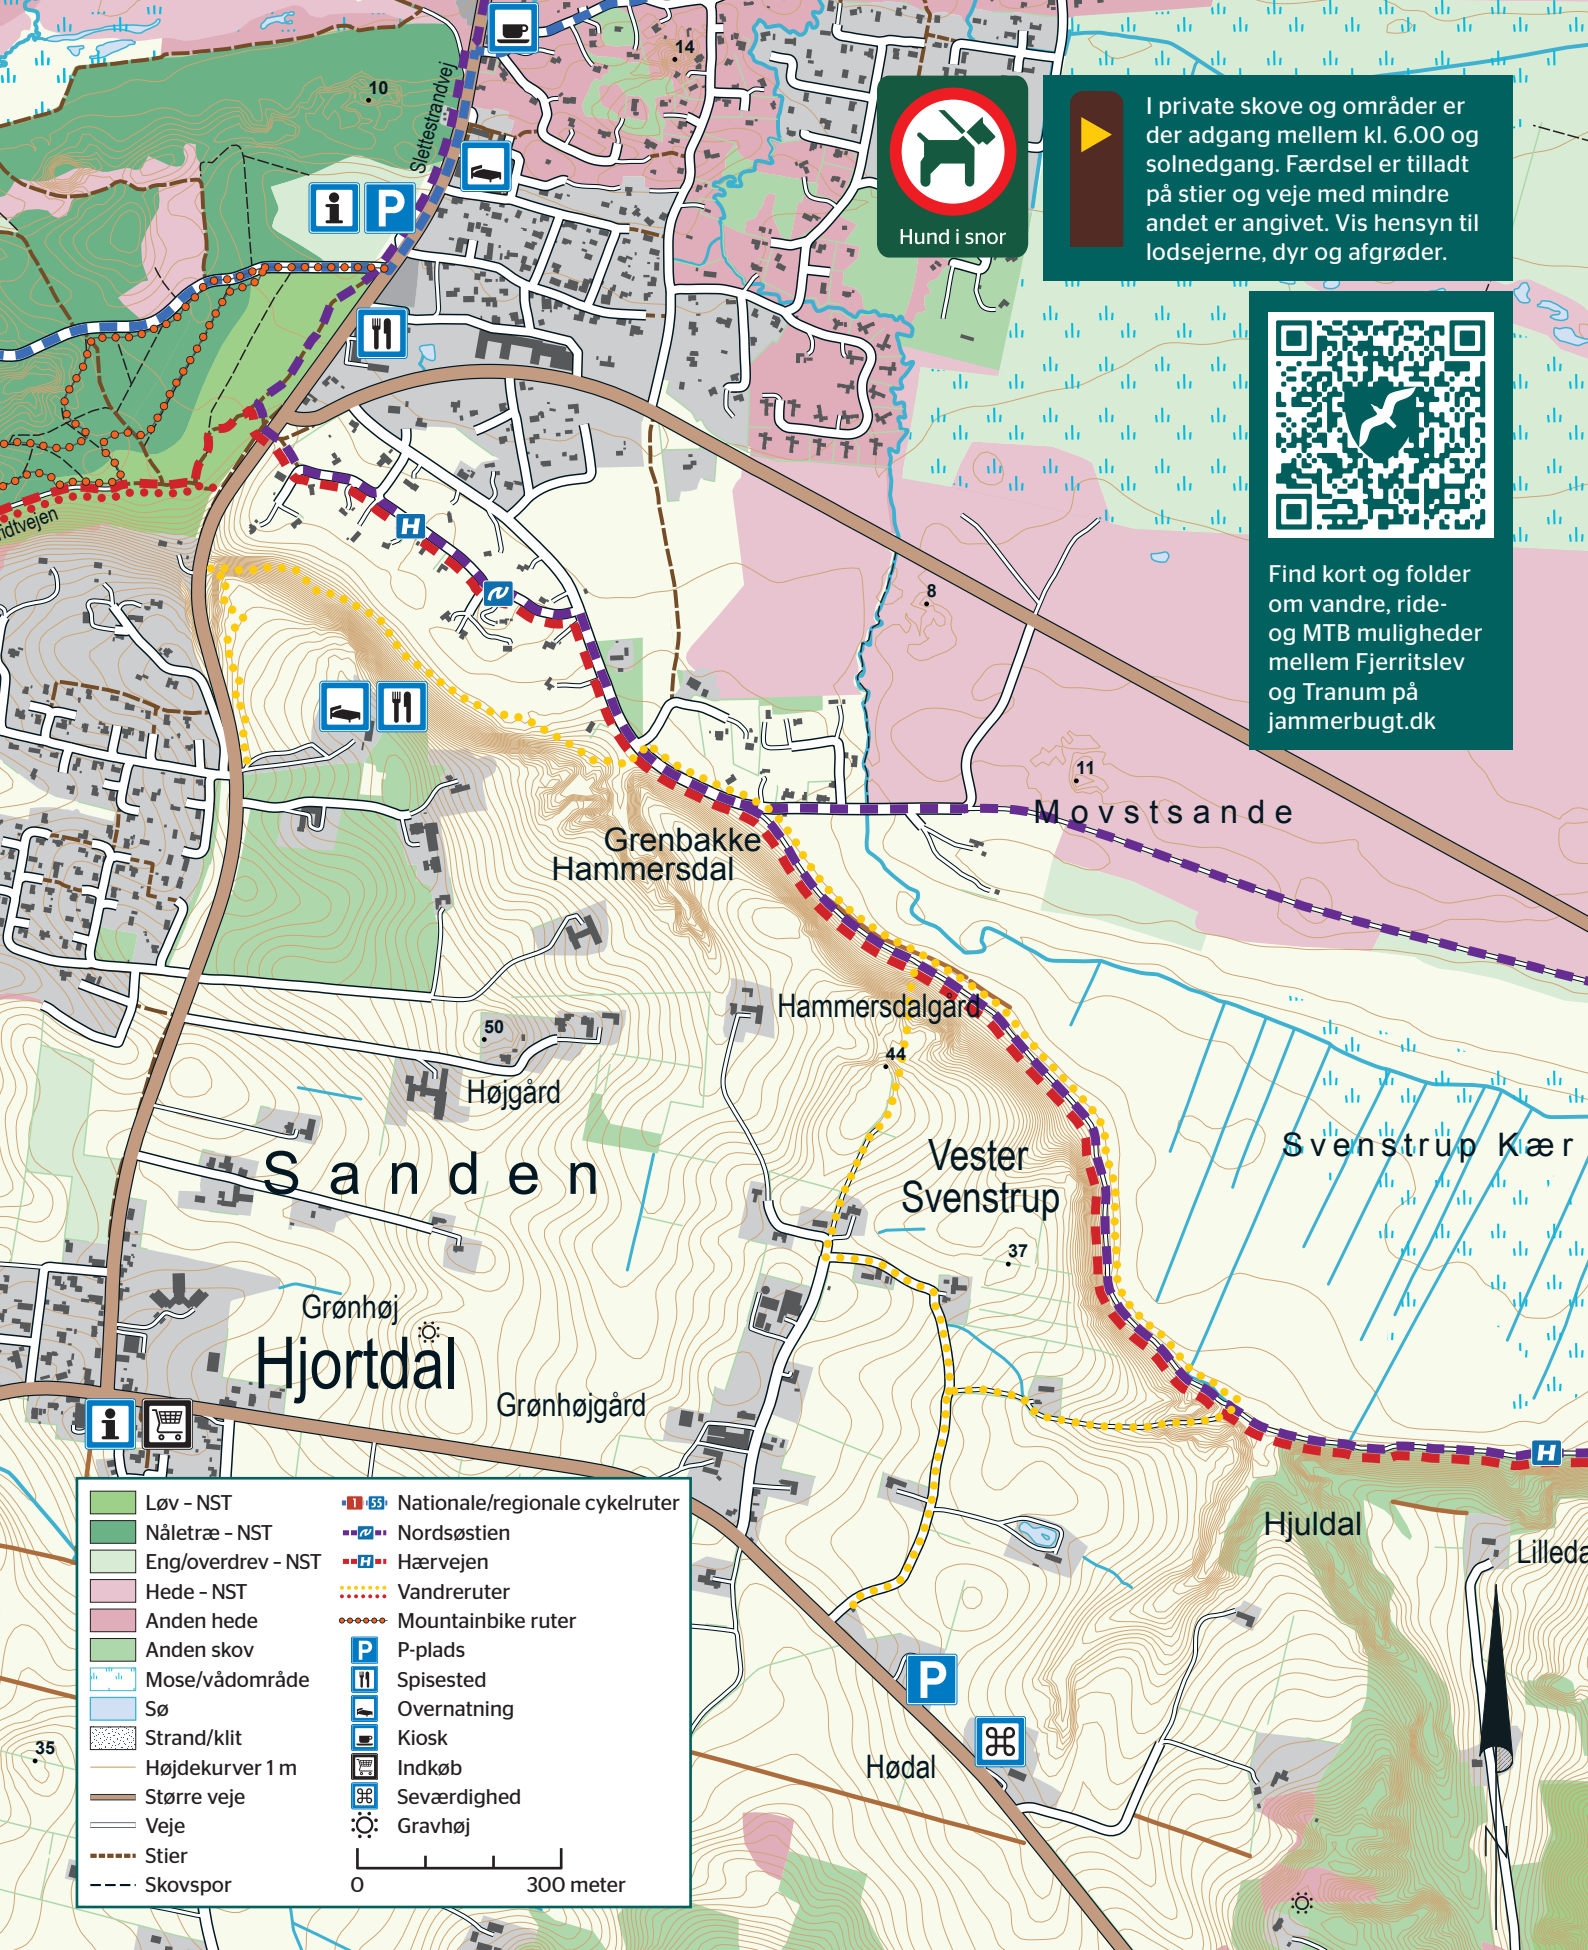 14
10
Slettestrandvej
P
Hund i snor
I private skove og områder er
der adgang mellem kl. 6.00 og
solnedgang. Færdsel er tilladt
på stier og veje med mindre
andet er angivet. Vis hensyn til
lodsejerne, dyr og afgrøder.
H
Find kort og folder
om vandre, ride-
og MTB muligheder
mellem Fjerritslev
og Tranum på
jammerbugt.dk
8
11
Movstsande
Grenbakke
Hammersdal
Hammersdalgård
50
44
Højgård
Sanden
Vester
Svenstrup
Svenstrup Kær
37
Grønhøj
Hjortdal
Grønhøjgård
H
Hjuldal
P
Hødal
35
Løv – NST
Nåletræ – NST
Eng/overdrev – NST
Hede – NST
Anden hede
Anden skov
Mose/vådområde
Sø
Strand/klit
Højdekurver 1 m
Større veje
Veje
Stier
Skovspor
1 55 Nationale/regionale cykelruter
Nordsøstien
H Hærvejen
Vandreruter
Mountainbike ruter
P P-plads
Spisested
Overnatning
Kiosk
Indkøb
Seværdighed
Gravhøj
0 300 meter
N